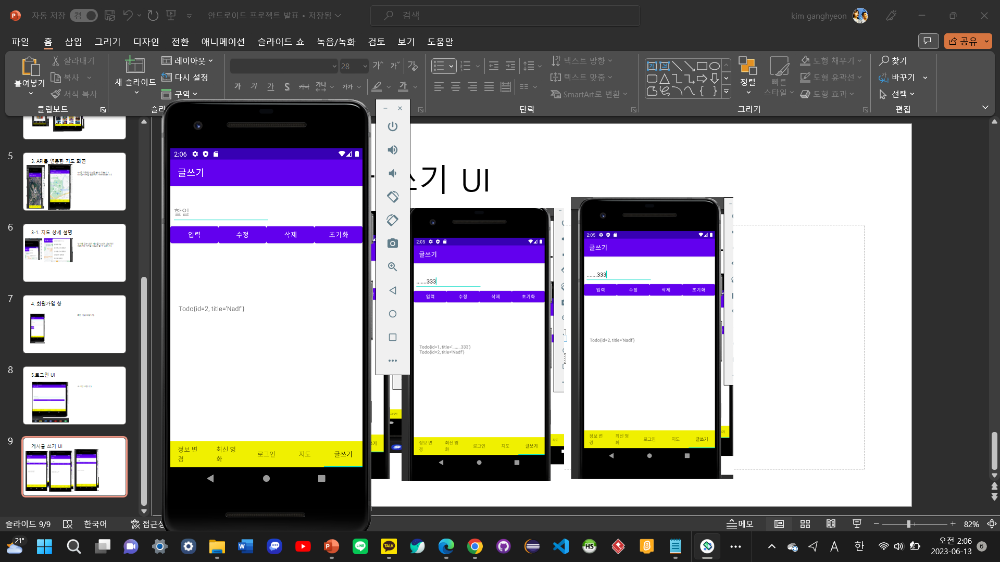 자동 저장 켬
안드로이드 프로젝트 발표 • 저장됨
검색
kim ganghyeon
파일 홈 삽입 그리기 디자인 전환 애니메이션 슬라이드 쇼 녹음/녹화 검토 보기 도움말
공유
붙여넣기
잘라내기
복사
서식 복사
클립보드
새 슬라이드
레이아웃
다시 설정
구역
슬라
28
텍스트 방향
텍스트 맞춤
SmartArt로 변환
단락
정렬
빠른
스타일
도형 채우기
도형 윤곽선
도형 효과
그리기
찾기
바꾸기
선택
편집
5
3. API를 연동한 지도 화면
6
3-1. 지도 상세 설명
7
4. 회원가입 창
8
5.로그인 UI
9
게시글 쓰기 UI
쓰기 UI
2:06
글쓰기
할일
입력 수정 삭제 초기화
Todo{id=2, title='Nadf'}
정보 변
경
최신 영
화
로그인
지도
글쓰기
2:05
글쓰기
.......333
입력 수정 삭제 초기화
Todo{id=1, title='.......333'}
Todo{id=2, title='Nadf'}
정보 변
경
최신 영
화
로그인
지도
글쓰기
2:05
글쓰기
.......333
입력 수정 삭제 초기화
Todo{id=2, title='Nadf'}
정보 변
경
최신 영
화
로그인
지도
글쓰기
슬라이드 9/9
한국어
접근성
메모
82%
21°
TALK
HS
A
한
오전 2:06
2023-06-13
6